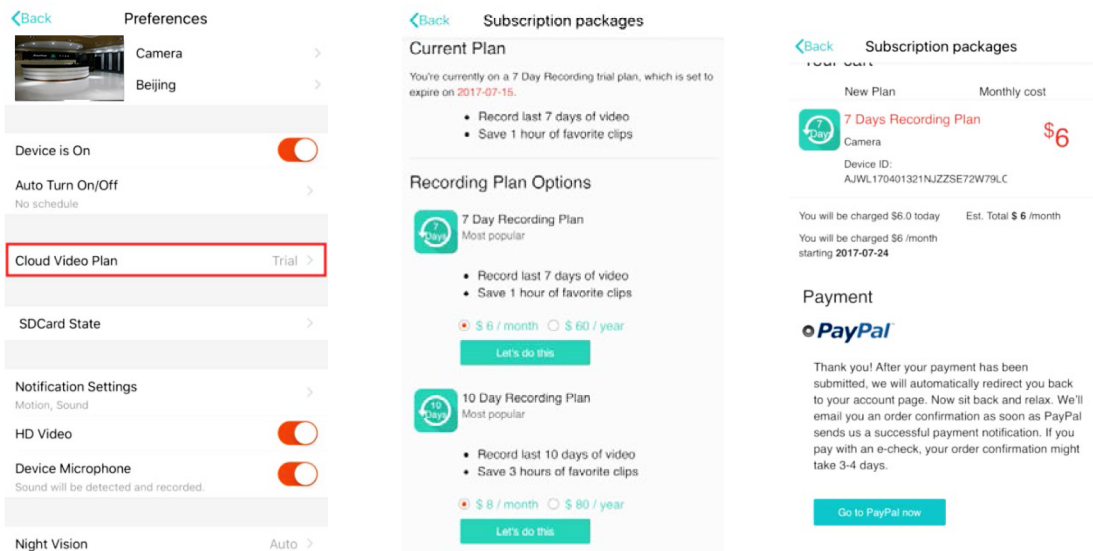 Back
Preferences
Camera
Beijing
Device is On
Auto Turn On/Off
No schedule
Cloud Video Plan
Trial
SDCard State
Notification Settings
Motion, Sound
HD Video
Device Microphone
Sound will be detected and recorded.
Night Vision
Auto
Back
Subscription packages
Current Plan
You're currently on a 7 Day Recording trial plan, which is set to
expire on 2017-07-15.
Record last 7 days of video
Save 1 hour of favorite clips
Recording Plan Options
7
Days
7 Day Recording Plan
Most popular
Record last 7 days of video
Save 1 hour of favorite clips
$ 6 / month
$ 60 / year
Let's do this
10
Days
10 Day Recording Plan
Most popular
Record last 10 days of video
Save 3 hours of favorite clips
$ 8 / month
$ 80 / year
Let's do this
Back
Subscription packages
Your cart
New Plan
Monthly cost
7
Days
7 Days Recording Plan
$6
Camera
Device ID:
AJWL170401321NJZZSE72W79LC
You will be charged $6.0 today
Est. Total $ 6 /month
You will be charged $6 /month
starting 2017-07-24
Payment
PayPal
Thank you! After your payment has been
submitted, we will automatically redirect you back
to your account page. Now sit back and relax. We'll
email you an order confirmation as soon as PayPal
sends us a successful payment notification. If you
pay with an e-check, your order confirmation might
take 3-4 days.
Go to PayPal now